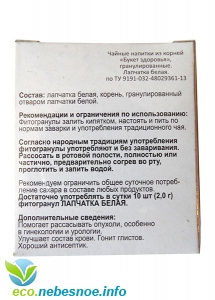 Чайные напитки из корней
«Букет здоровья»,
гранулированные.
Лапчатка белая.
по ТУ 9191-032-48029361-13
Состав: лапчатка белая, корень, гранулированный
отваром лапчатки белой.
Рекомендации и ограничения по использованию:
Фитогранулы залить кипятком, настоять и пить по
нормам заварки и употребления традиционного чая.
Согласно народным традициям употребления
фитогранулы употребляют и без заваривания.
Рассосать в ротовой полости, полностью или
частично, предварительно согрев во рту,
проглотить и запить водой.
Рекомендуем ограничить общее суточное потреб-
ление сахара в составе любых продуктов.
Достаточно употреблять в сутки 10 шт (2,0 г)
фитогранул ЛАПЧАТКА БЕЛАЯ.
Дополнительные сведения:
Помогает рассасывать опухоли, особенно
в гинекологии и урологии.
Улучшает состав крови. Гонит глистов.
Хороший антисептик.
eco.nebesnoe.info